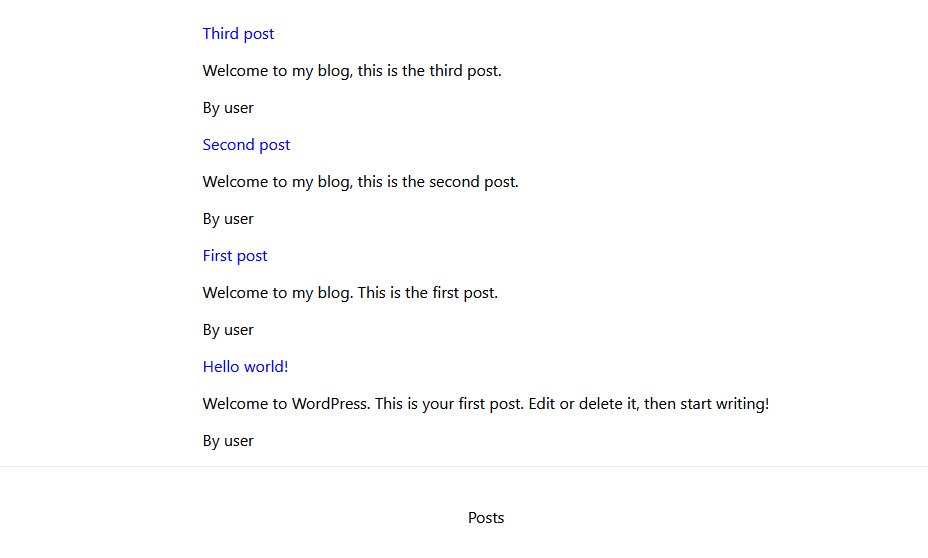 Third post
Welcome to my blog, this is the third post.
By user
Second post
Welcome to my blog, this is the second post.
By user
First post
Welcome to my blog. This is the first post.
By user
Hello world!
Welcome to WordPress. This is your first post. Edit or delete it, then start writing!
By user
Posts